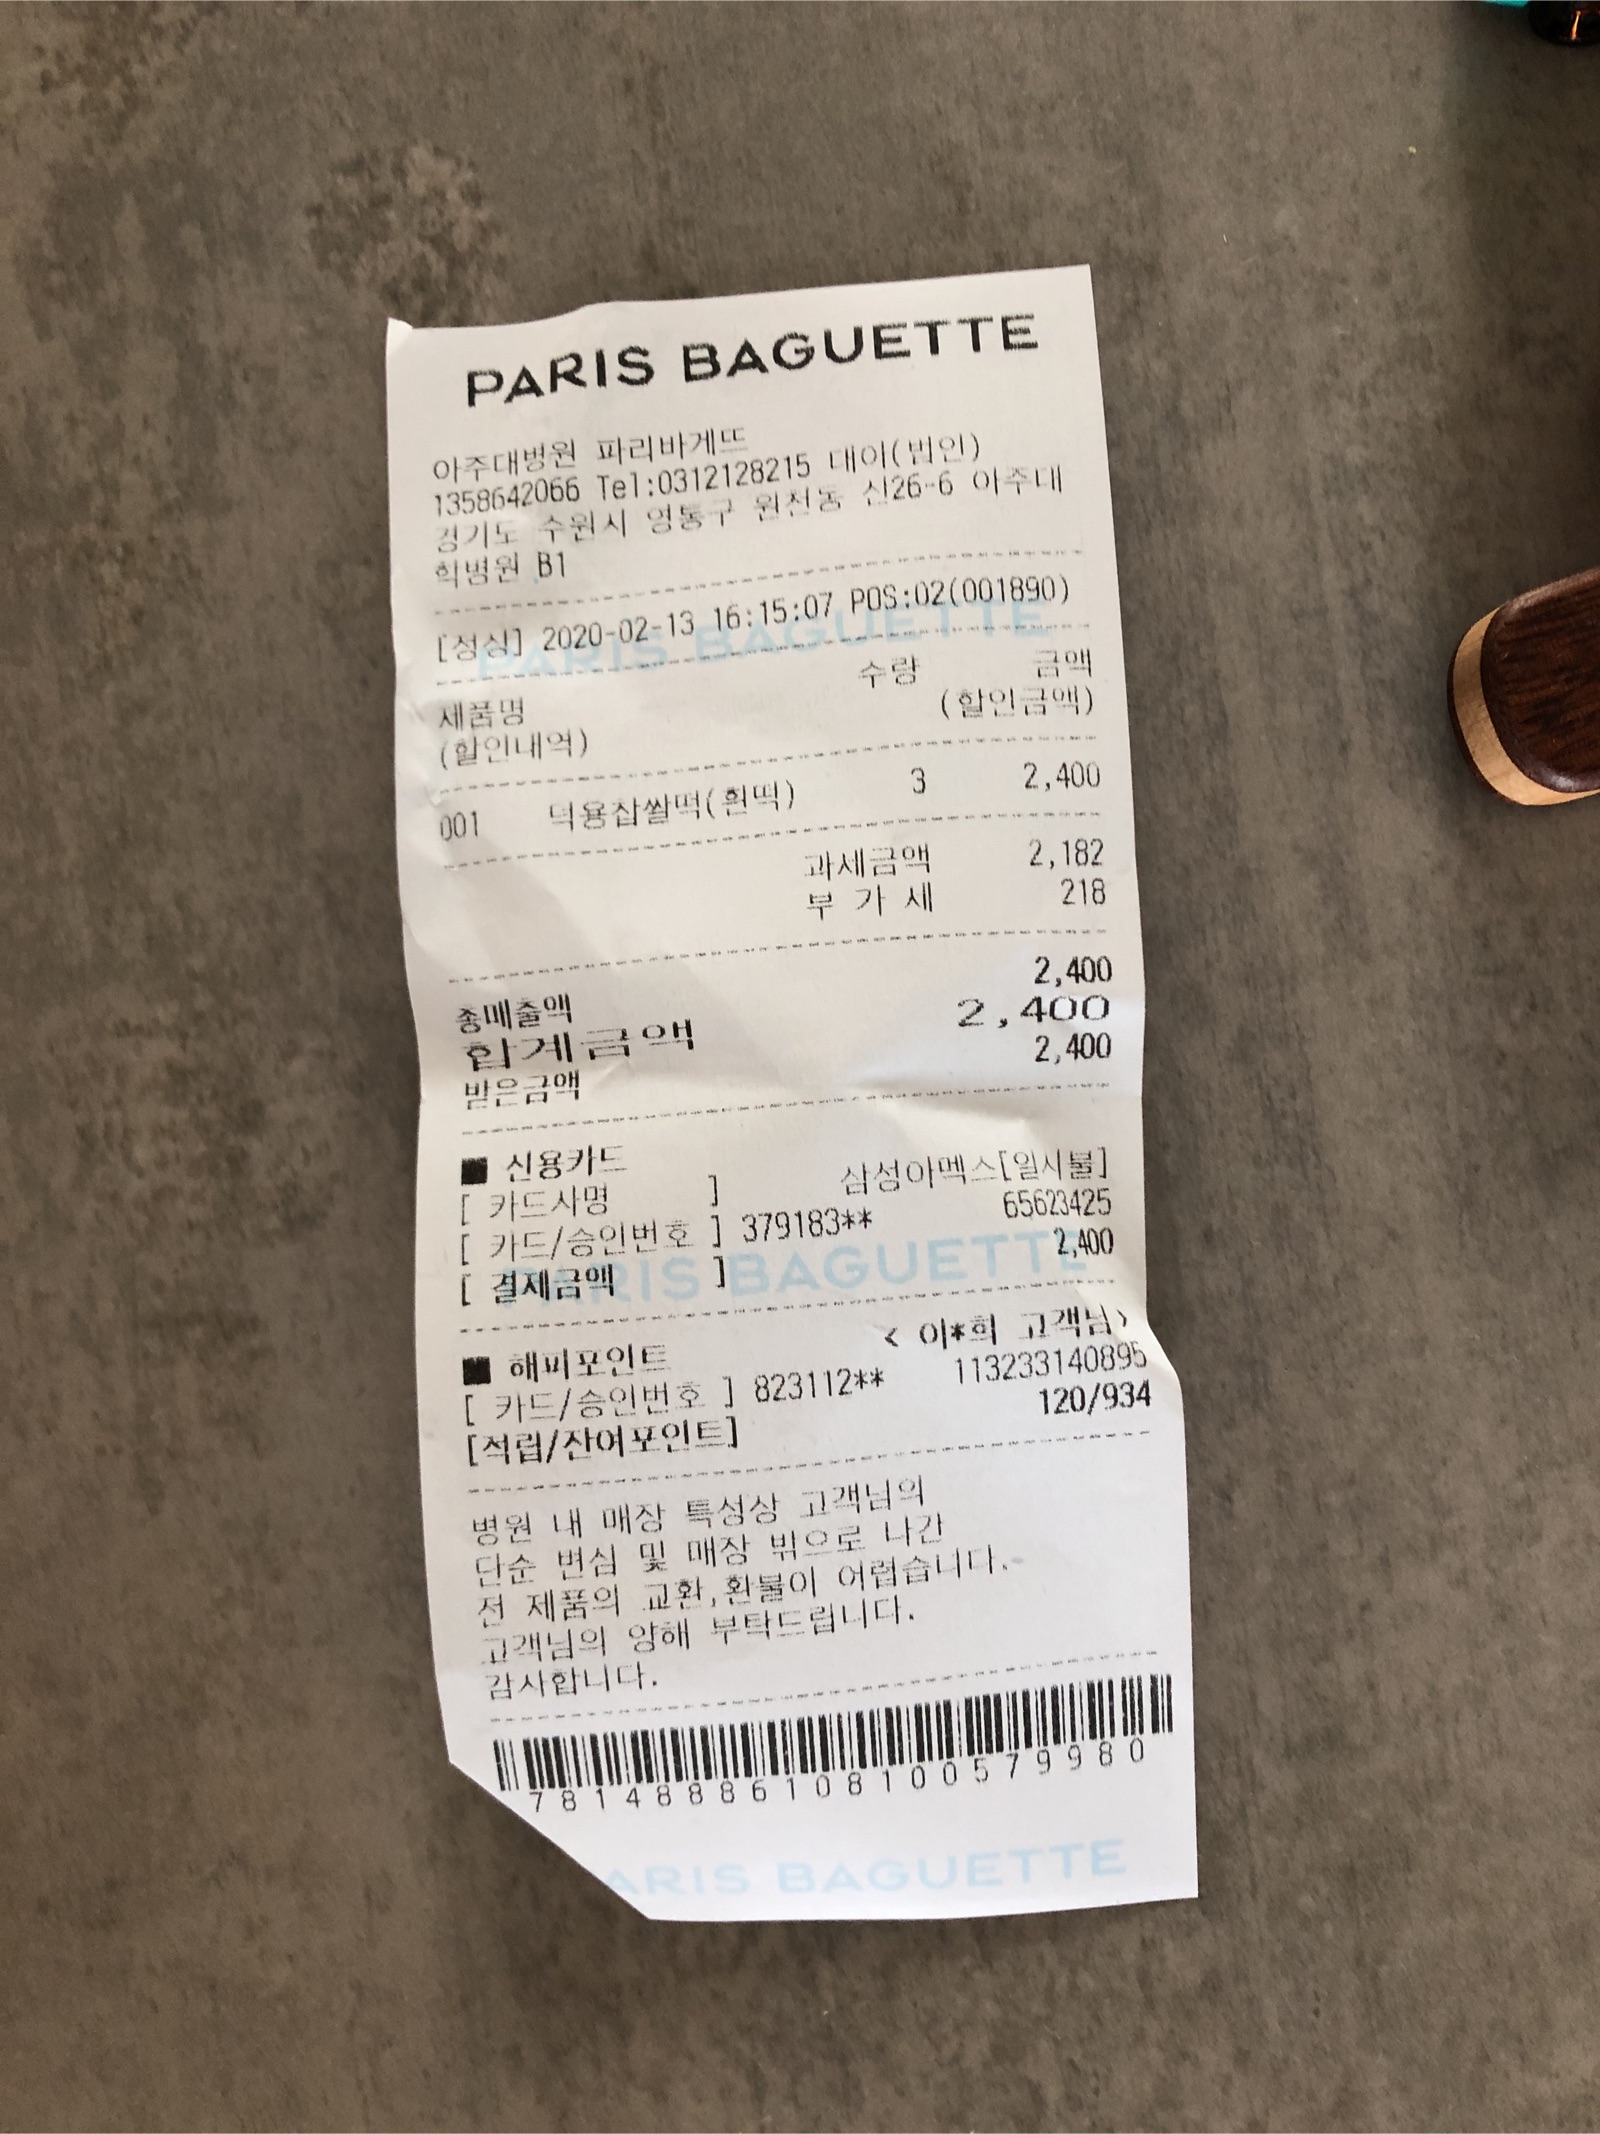 PARIS BAGUETTE
아주대병원 파리바게뜨
1358642066 Tel:0312128215 대이(법인)
경기도 수원시 영통구 원천동 산26-6 아주대
학병원 B1
[정상] 2020-02-13 16:15:07 POS:02(001890)
제품명 수량 금액
(할인내역) (할인금액)
001 덕용찹쌀떡(흰떡) 3 2,400
과세금액 2,182
부 가 세 218
총매출액 2,400
합계금액 2,400
받은금액 2,400
■ 신용카드
[ 카드사명 ] 삼성아멕스[일시불]
[ 카드/승인번호 ] 379183** 65623425
[ 결제금액 ] 2,400
■ 해피포인트 < 이*희 고객님>
[ 카드/승인번호 ] 823112** 113233140895
[적립/잔여포인트] 120/934
병원 내 매장 특성상 고객님의
단순 변심 및 매장 밖으로 나간
전 제품의 교환,환불이 어렵습니다.
고객님의 양해 부탁드립니다.
감사합니다.
78148886108100579980
PARIS BAGUETTE
PARIS BAGUETTE
ARIS BAGUETTE